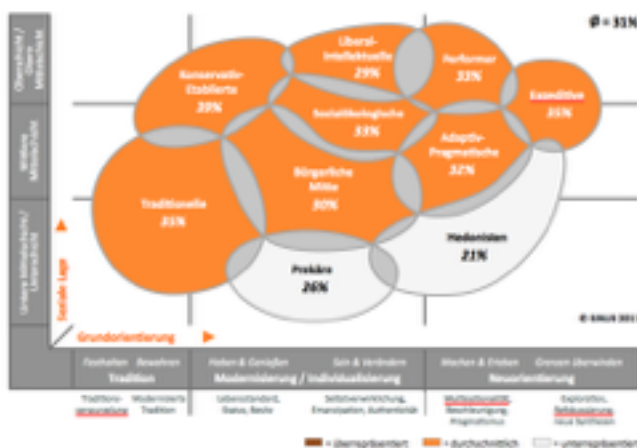 Ø = 31%
Oberschicht /
Obere
Mittelschicht
Mittlere
Mittelschicht
Untere Mittelschicht /
Unterschicht
Soziale Lage
Konservativ-
Etablierte
39%
Liberal-
Intellektuelle
29%
Performer
33%
Expeditive
35%
Sozialökologische
33%
Adaptiv-
Pragmatische
32%
Bürgerliche
Mitte
30%
Traditionelle
35%
Hedonisten
21%
Prekäre
26%
© SINUS
Grundorientierung
Festhalten Bewahren
Tradition
Haben & Genießen Sein & Verändern
Modernisierung / Individualisierung
Machen & Erleben Grenzen überwinden
Neuorientierung
Traditions-
verwurzelung
Modernisierte
Tradition
Lebensstandard,
Status, Besitz
Selbstverwirklichung,
Emanzipation, Authentizität
Multioptionalität,
Beschleunigung,
Pragmatismus
Exploration,
Refokussierung,
neue Synthesen
= überrepräsentiert = durchschnittlich = unterrepräsentiert